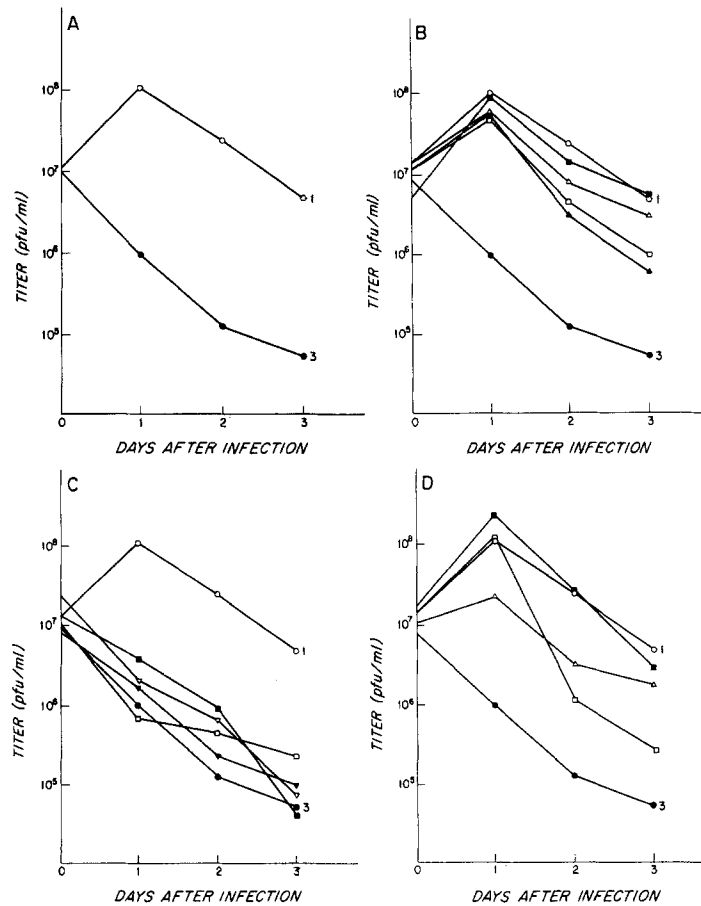 A
10⁸
10⁷
10⁶
10⁵
TITER (pfu/ml)
1
3
0 1 2 3
DAYS AFTER INFECTION
B
10⁸
10⁷
10⁶
10⁵
TITER (pfu/ml)
1
3
0 1 2 3
DAYS AFTER INFECTION
C
10⁸
10⁷
10⁶
10⁵
TITER (pfu/ml)
1
3
0 1 2 3
DAYS AFTER INFECTION
D
10⁸
10⁷
10⁶
10⁵
TITER (pfu/ml)
1
3
0 1 2 3
DAYS AFTER INFECTION